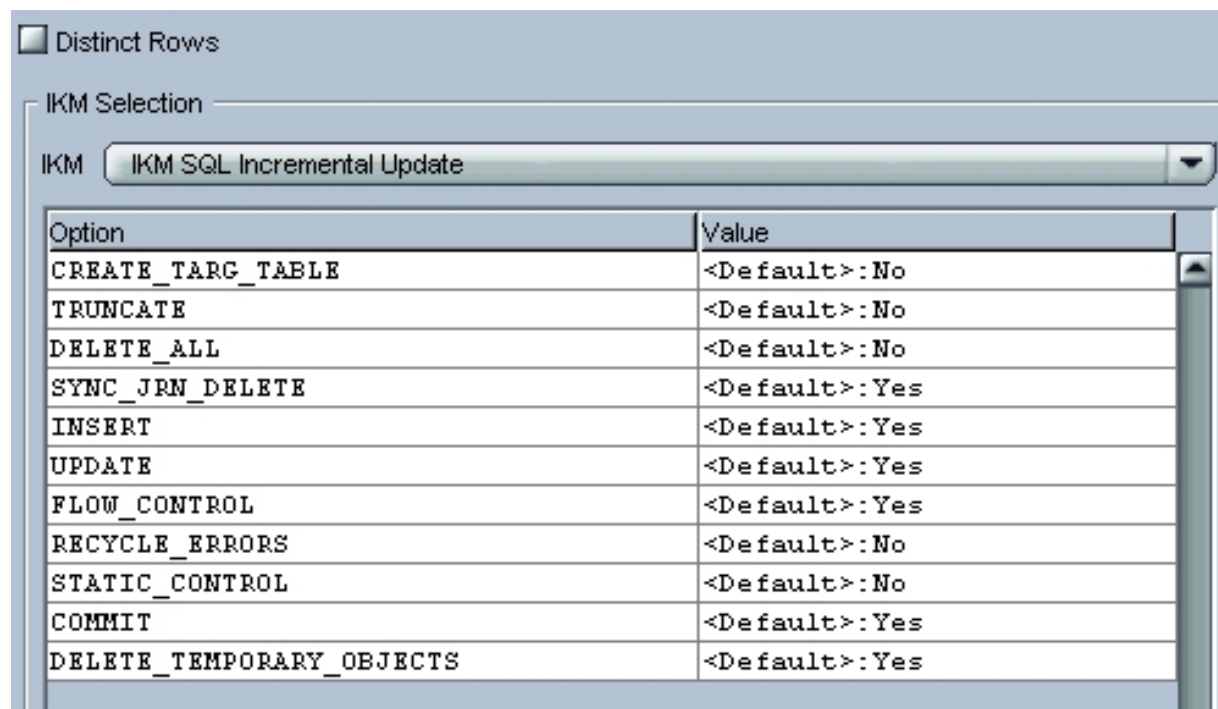 Distinct Rows
IKM Selection
IKM IKM SQL Incremental Update
Option Value
CREATE_TARG_TABLE <Default>:No
TRUNCATE <Default>:No
DELETE_ALL <Default>:No
SYNC_JRN_DELETE <Default>:Yes
INSERT <Default>:Yes
UPDATE <Default>:Yes
FLOW_CONTROL <Default>:Yes
RECYCLE_ERRORS <Default>:No
STATIC_CONTROL <Default>:No
COMMIT <Default>:Yes
DELETE_TEMPORARY_OBJECTS <Default>:Yes